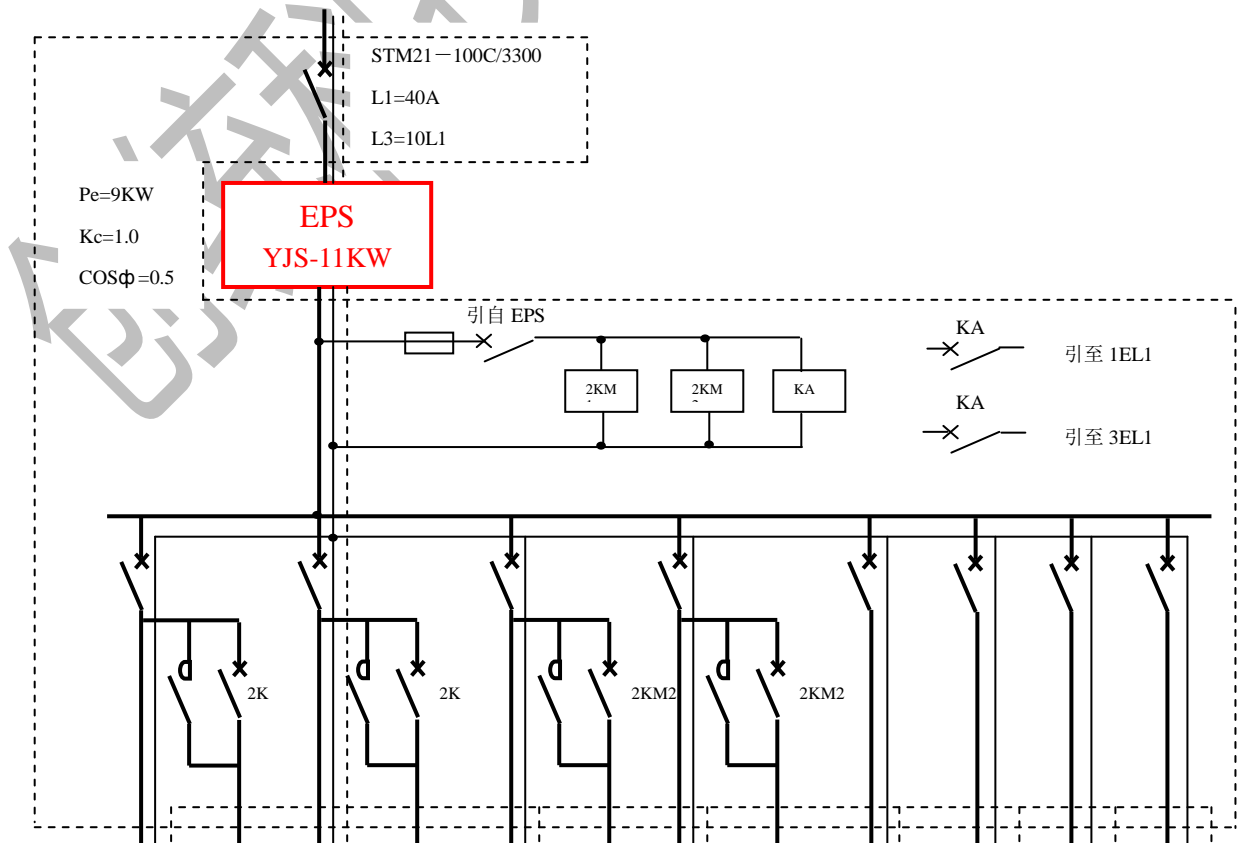 STM21－100C/3300
L1=40A
L3=10L1
Pe=9KW
Kc=1.0
COSф=0.5
EPS
YJS-11KW
引自 EPS
2KM
2KM
KA
KA
引至 1EL1
KA
引至 3EL1
2K
2K
2KM2
2KM2